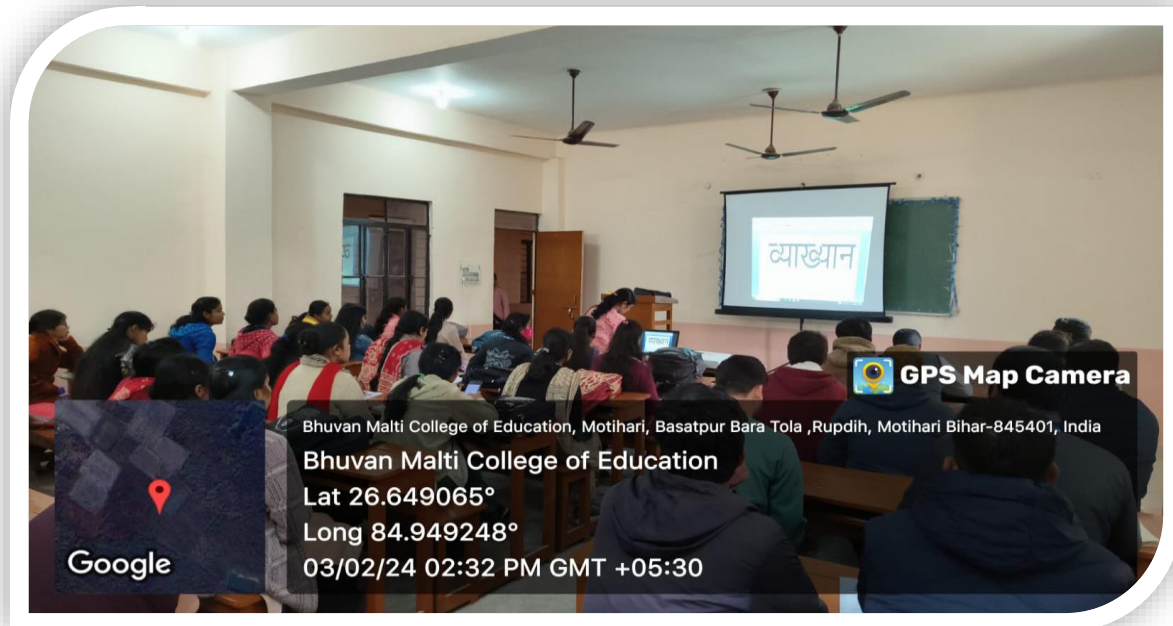 व्याख्यान
व्याख्यान
GPS Map Camera
Bhuvan Malti College of Education, Motihari, Basatpur Bara Tola ,Rupdih, Motihari Bihar-845401, India
Bhuvan Malti College of Education
Lat 26.649065°
Long 84.949248°
03/02/24 02:32 PM GMT +05:30
Google